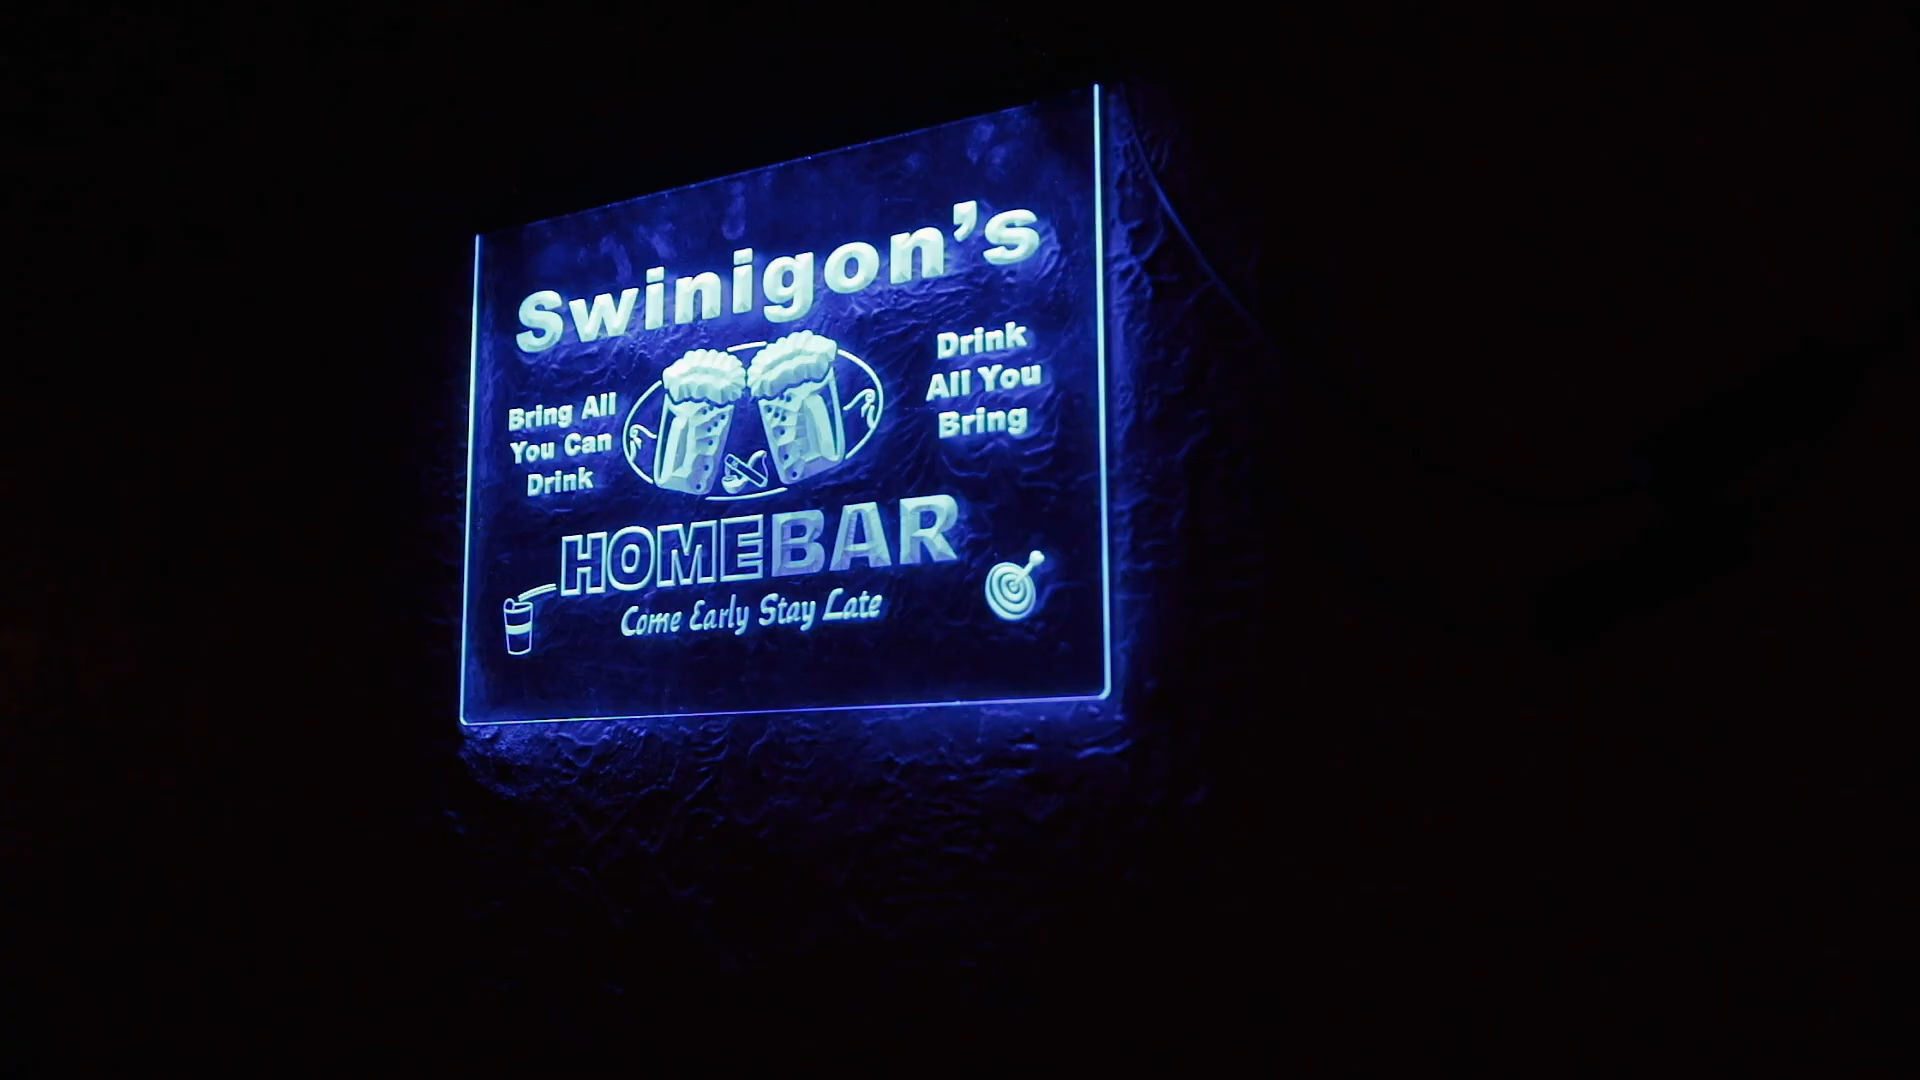 Swinigon's
Bring All
You Can
Drink
Drink
All You
Bring
HOMEBAR
Come Early Stay Late